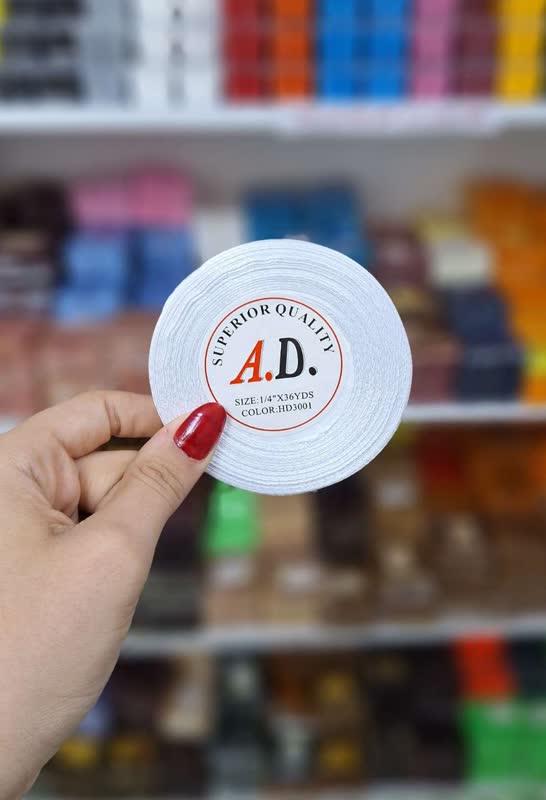 SUPERIOR QUALITY
A.D.
SIZE:1/4"X36YDS
COLOR:HD3001